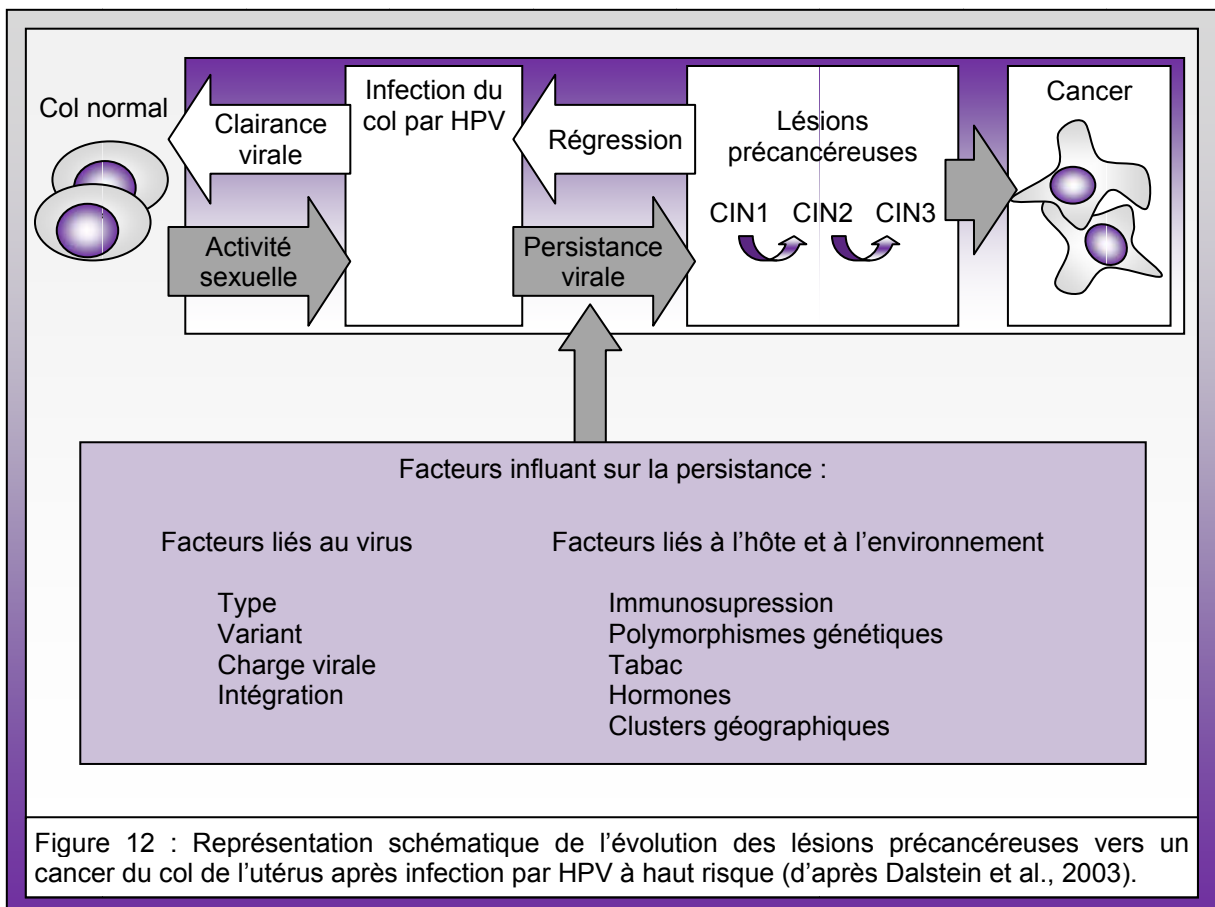 Col normal
Clairance
virale
Activité
sexuelle
Infection du
col par HPV
Régression
Persistance
virale
Lésions
précancéreuses
CIN1 CIN2 CIN3
Cancer
Facteurs influant sur la persistance :
Facteurs liés au virus
Type
Variant
Charge virale
Intégration
Facteurs liés à l’hôte et à l’environnement
Immunosupression
Polymorphismes génétiques
Tabac
Hormones
Clusters géographiques
Figure 12 : Représentation schématique de l’évolution des lésions précancéreuses vers un
cancer du col de l’utérus après infection par HPV à haut risque (d’après Dalstein et al., 2003).